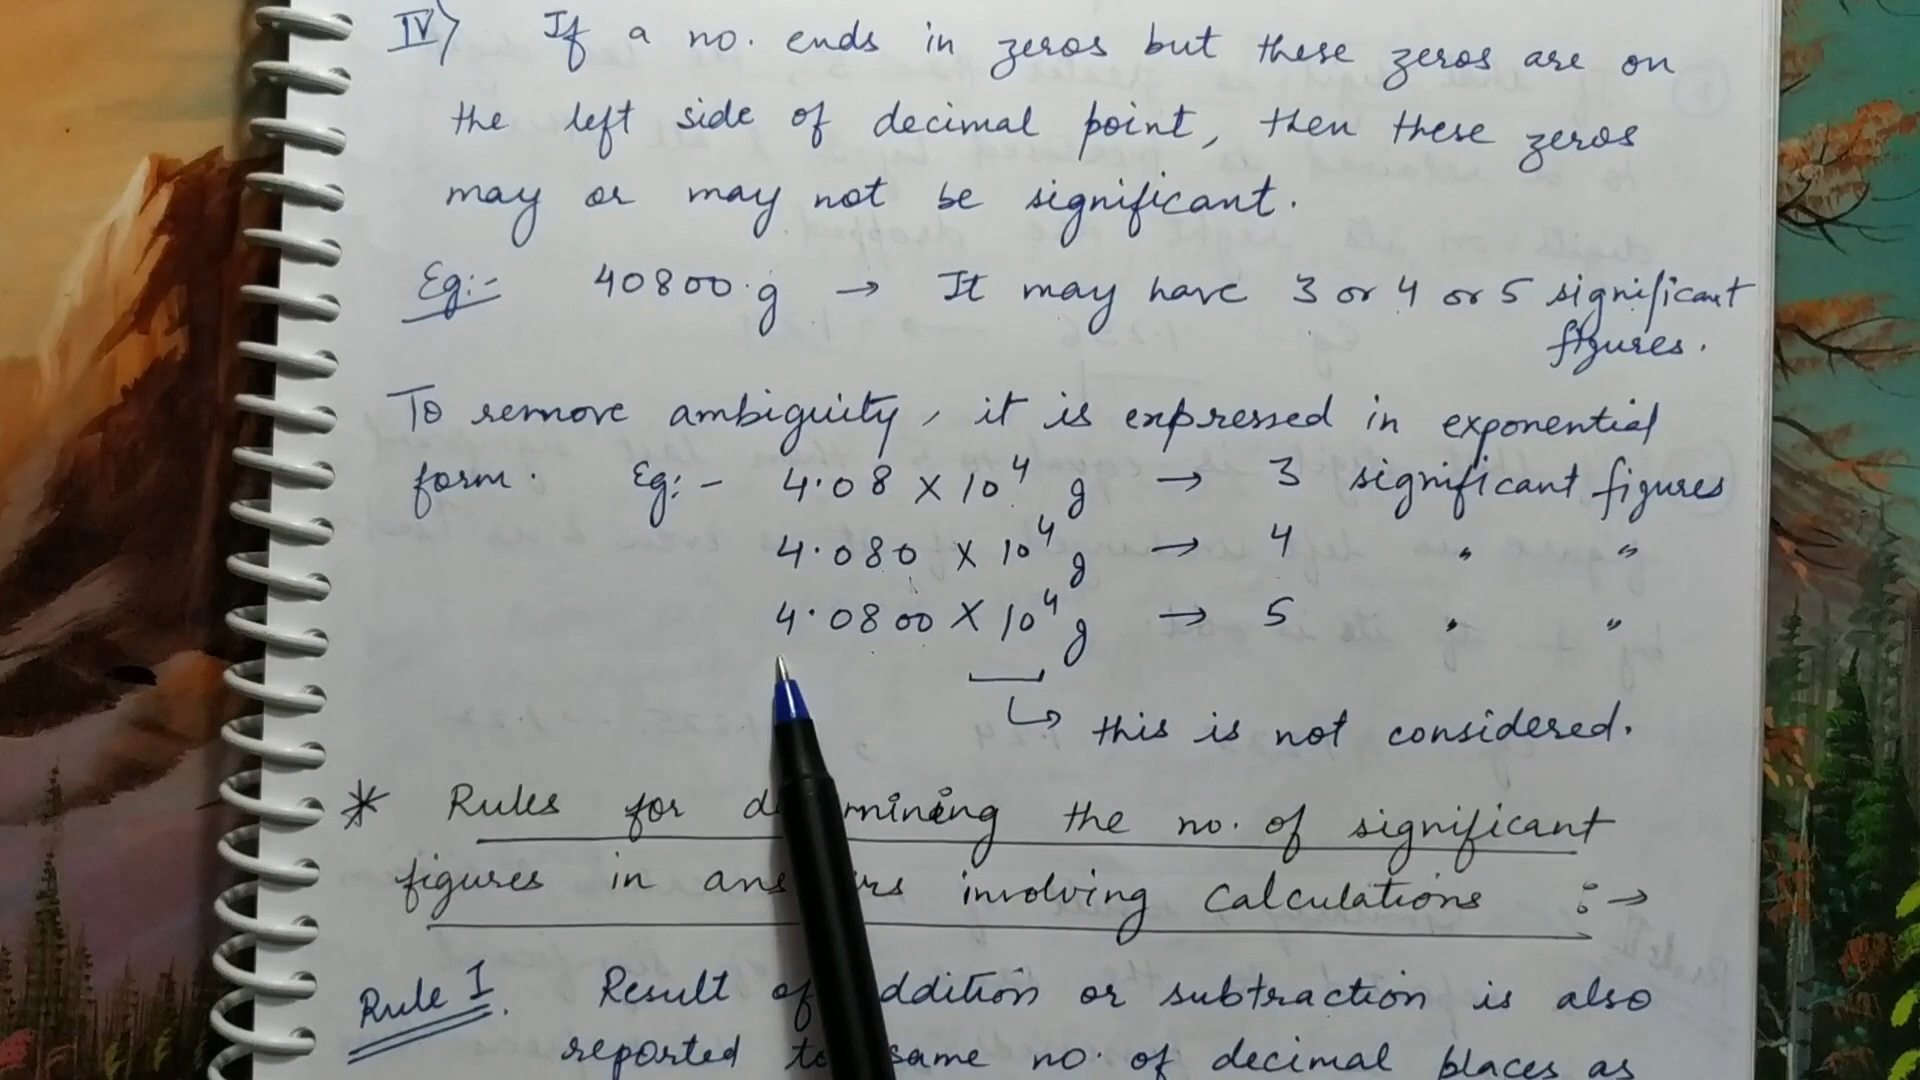 IV) If a no. ends in zeros but these zeros are on
the left side of decimal point, then these zeros
may or may not be significant.
Eg:- 40800.g → It may have 3 or 4 or 5 significant
figures.
To remove ambiguity, it is expressed in exponential
form. Eg:- 4.08 × 10⁴ g → 3 significant figures
4.080 × 10⁴ g → 4 " "
4.0800 × 10⁴ g → 5 " "
↳ this is not considered.
* Rules for d mining the no. of significant
figures in ans rs involving calculations :→
Rule I. Result of ddition or subtraction is also
reported to same no. of decimal places as